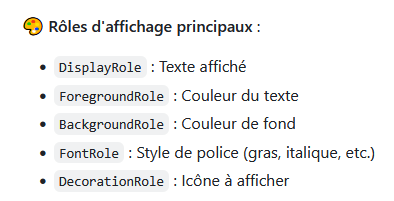 🎨 Rôles d'affichage principaux :
• DisplayRole : Texte affiché
• ForegroundRole : Couleur du texte
• BackgroundRole : Couleur de fond
• FontRole : Style de police (gras, italique, etc.)
• DecorationRole : Icône à afficher